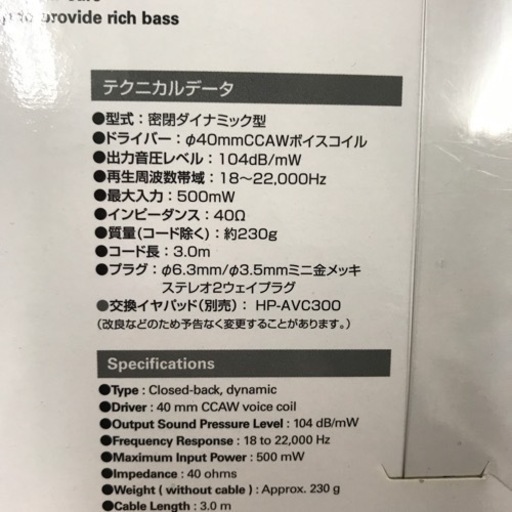 provide rich bass
テクニカルデータ
●型式：密閉ダイナミック型
●ドライバー：φ40mmCCAWボイスコイル
●出力音圧レベル：104dB/mW
●再生周波数帯域：18〜22,000Hz
●最大入力：500mW
●インピーダンス：40Ω
●質量(コード除く)：約230g
●コード長：3.0m
●プラグ：φ6.3mm/φ3.5mmミニ金メッキ
ステレオ2ウェイプラグ
●交換イヤパッド(別売)：HP-AVC300
(改良などのため予告なく変更することがあります。)
Specifications
●Type : Closed-back, dynamic
●Driver : 40 mm CCAW voice coil
●Output Sound Pressure Level : 104 dB/mW
●Frequency Response : 18 to 22,000 Hz
●Maximum Input Power : 500 mW
●Impedance : 40 ohms
●Weight ( without cable ) : Approx. 230 g
●Cable Length : 3.0 m